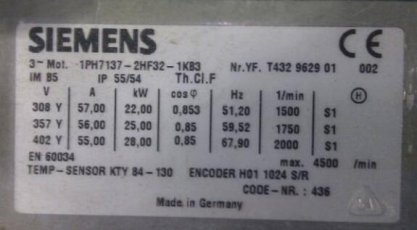 SIEMENS CE
3~ Mot. 1PH7137-2HF32-1KB3 Nr.YF. T432 9629 01 002
IM B5 IP 55/54 Th.Cl.F H
V A kW cosφ Hz 1/min
308 Y 57,00 22,00 0,853 51,20 1500 S1
357 Y 56,00 25,00 0,85 59,52 1750 S1
402 Y 55,00 28,00 0,85 67,90 2000 S1
EN 60034 max. 4500 /min
TEMP-SENSOR KTY 84-130 ENCODER H01 1024 S/R
CODE-NR.: 436
Made in Germany